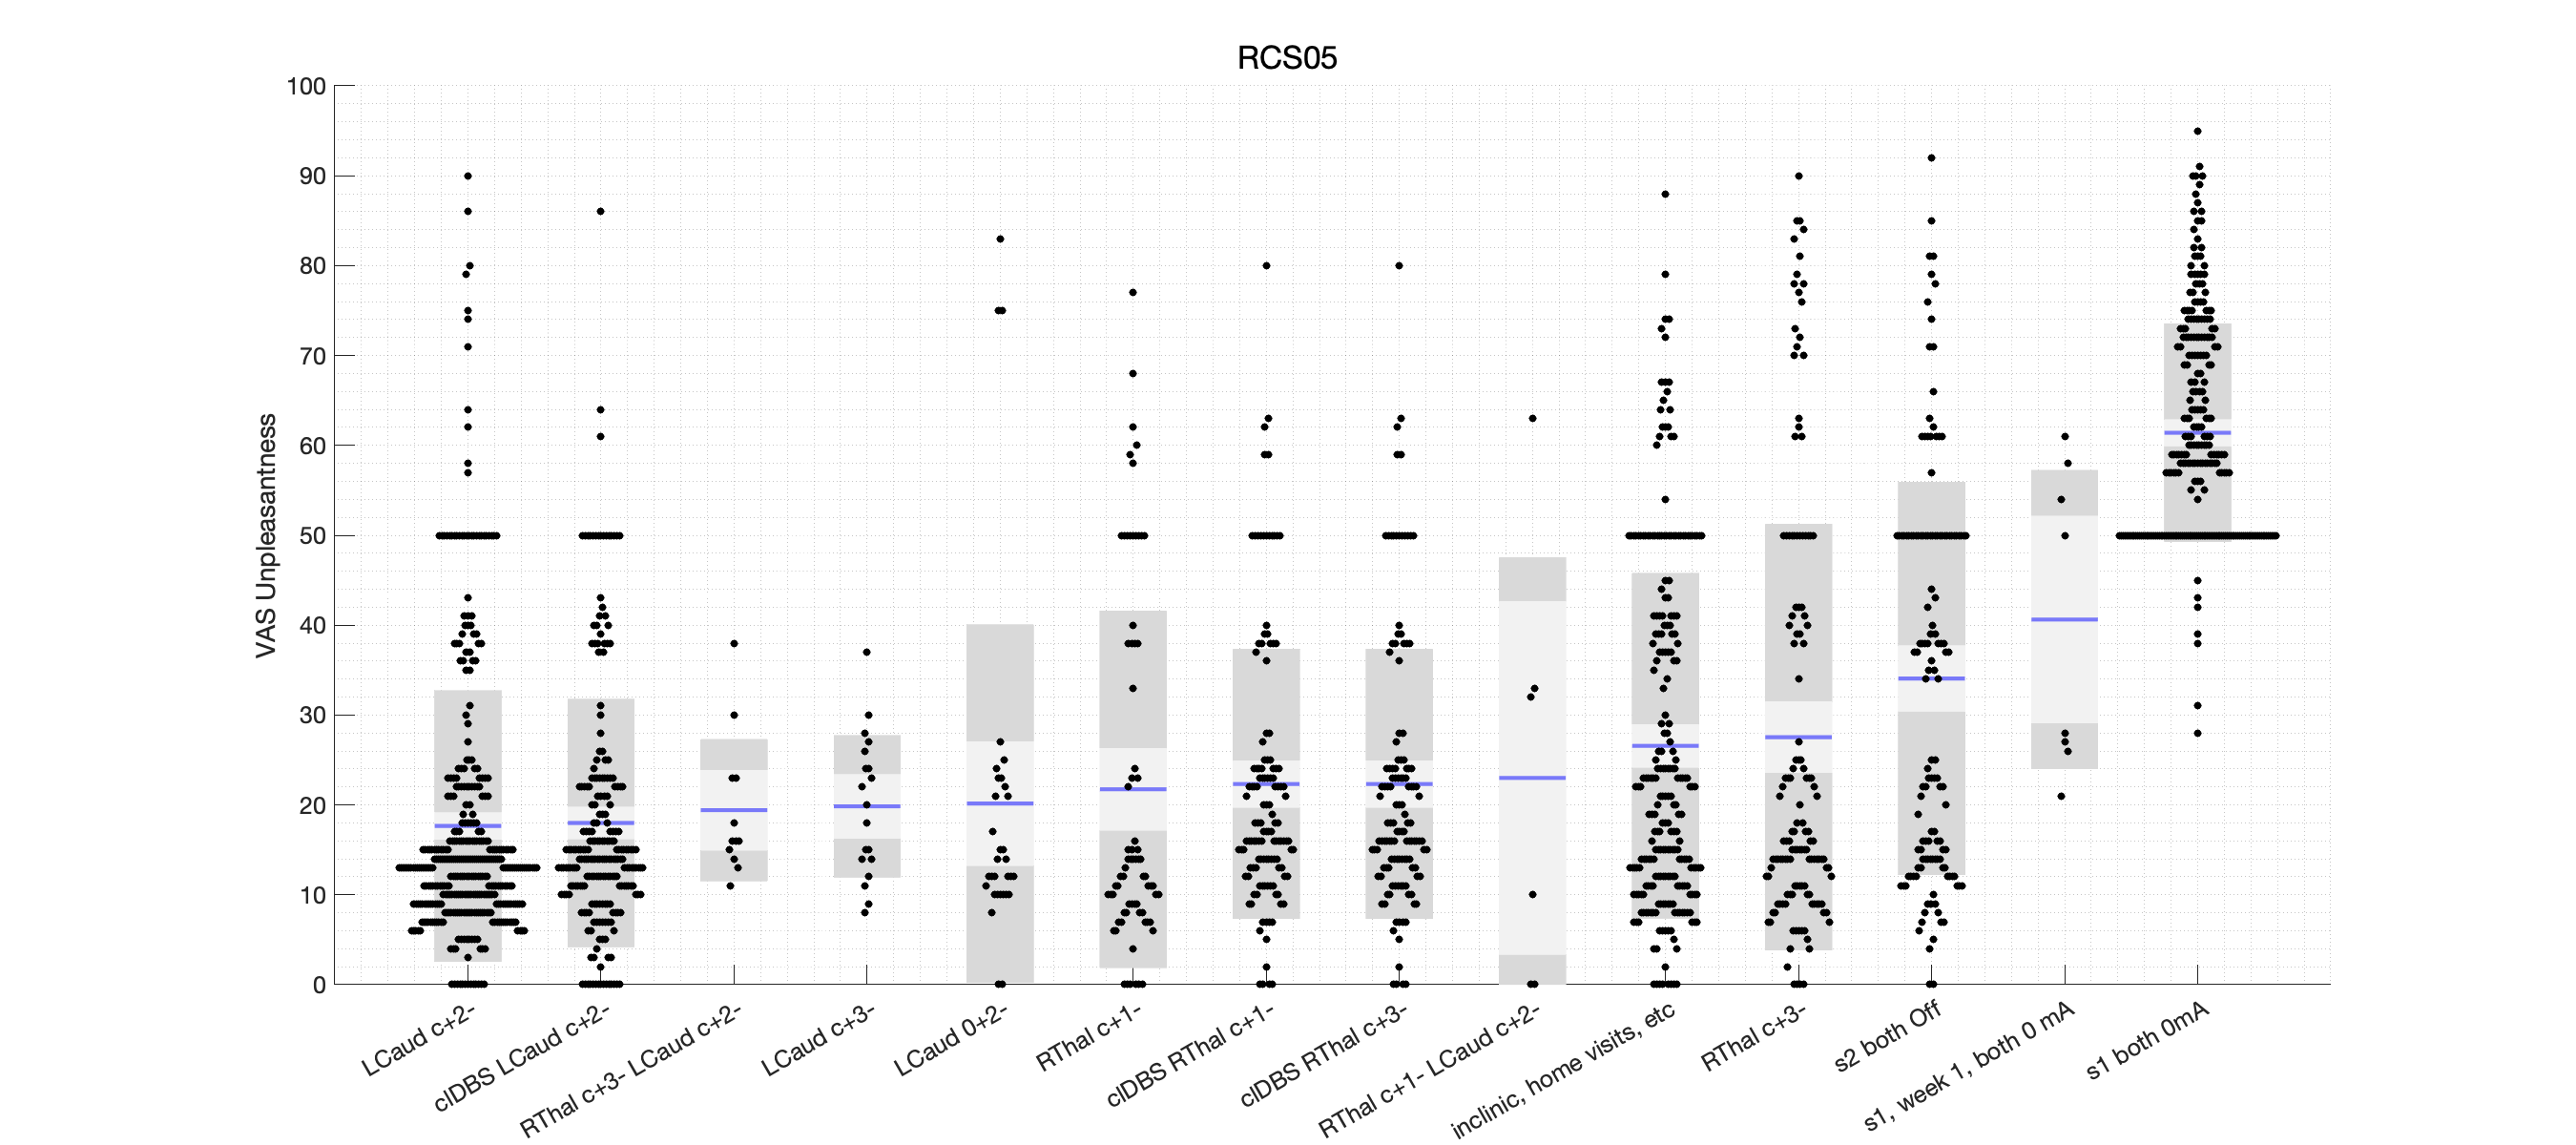 RCS05
VAS Unpleasantness
100
90
80
70
60
50
40
30
20
10
0
LCaud c+2-
clDBS LCaud c+2-
RThal c+3- LCaud c+2-
LCaud c+3-
LCaud 0+2-
RThal c+1-
clDBS RThal c+1-
clDBS RThal c+3-
RThal c+1- LCaud c+2-
inclinic, home visits, etc
RThal c+3-
s2 both Off
s1, week 1, both 0 mA
s1 both 0mA